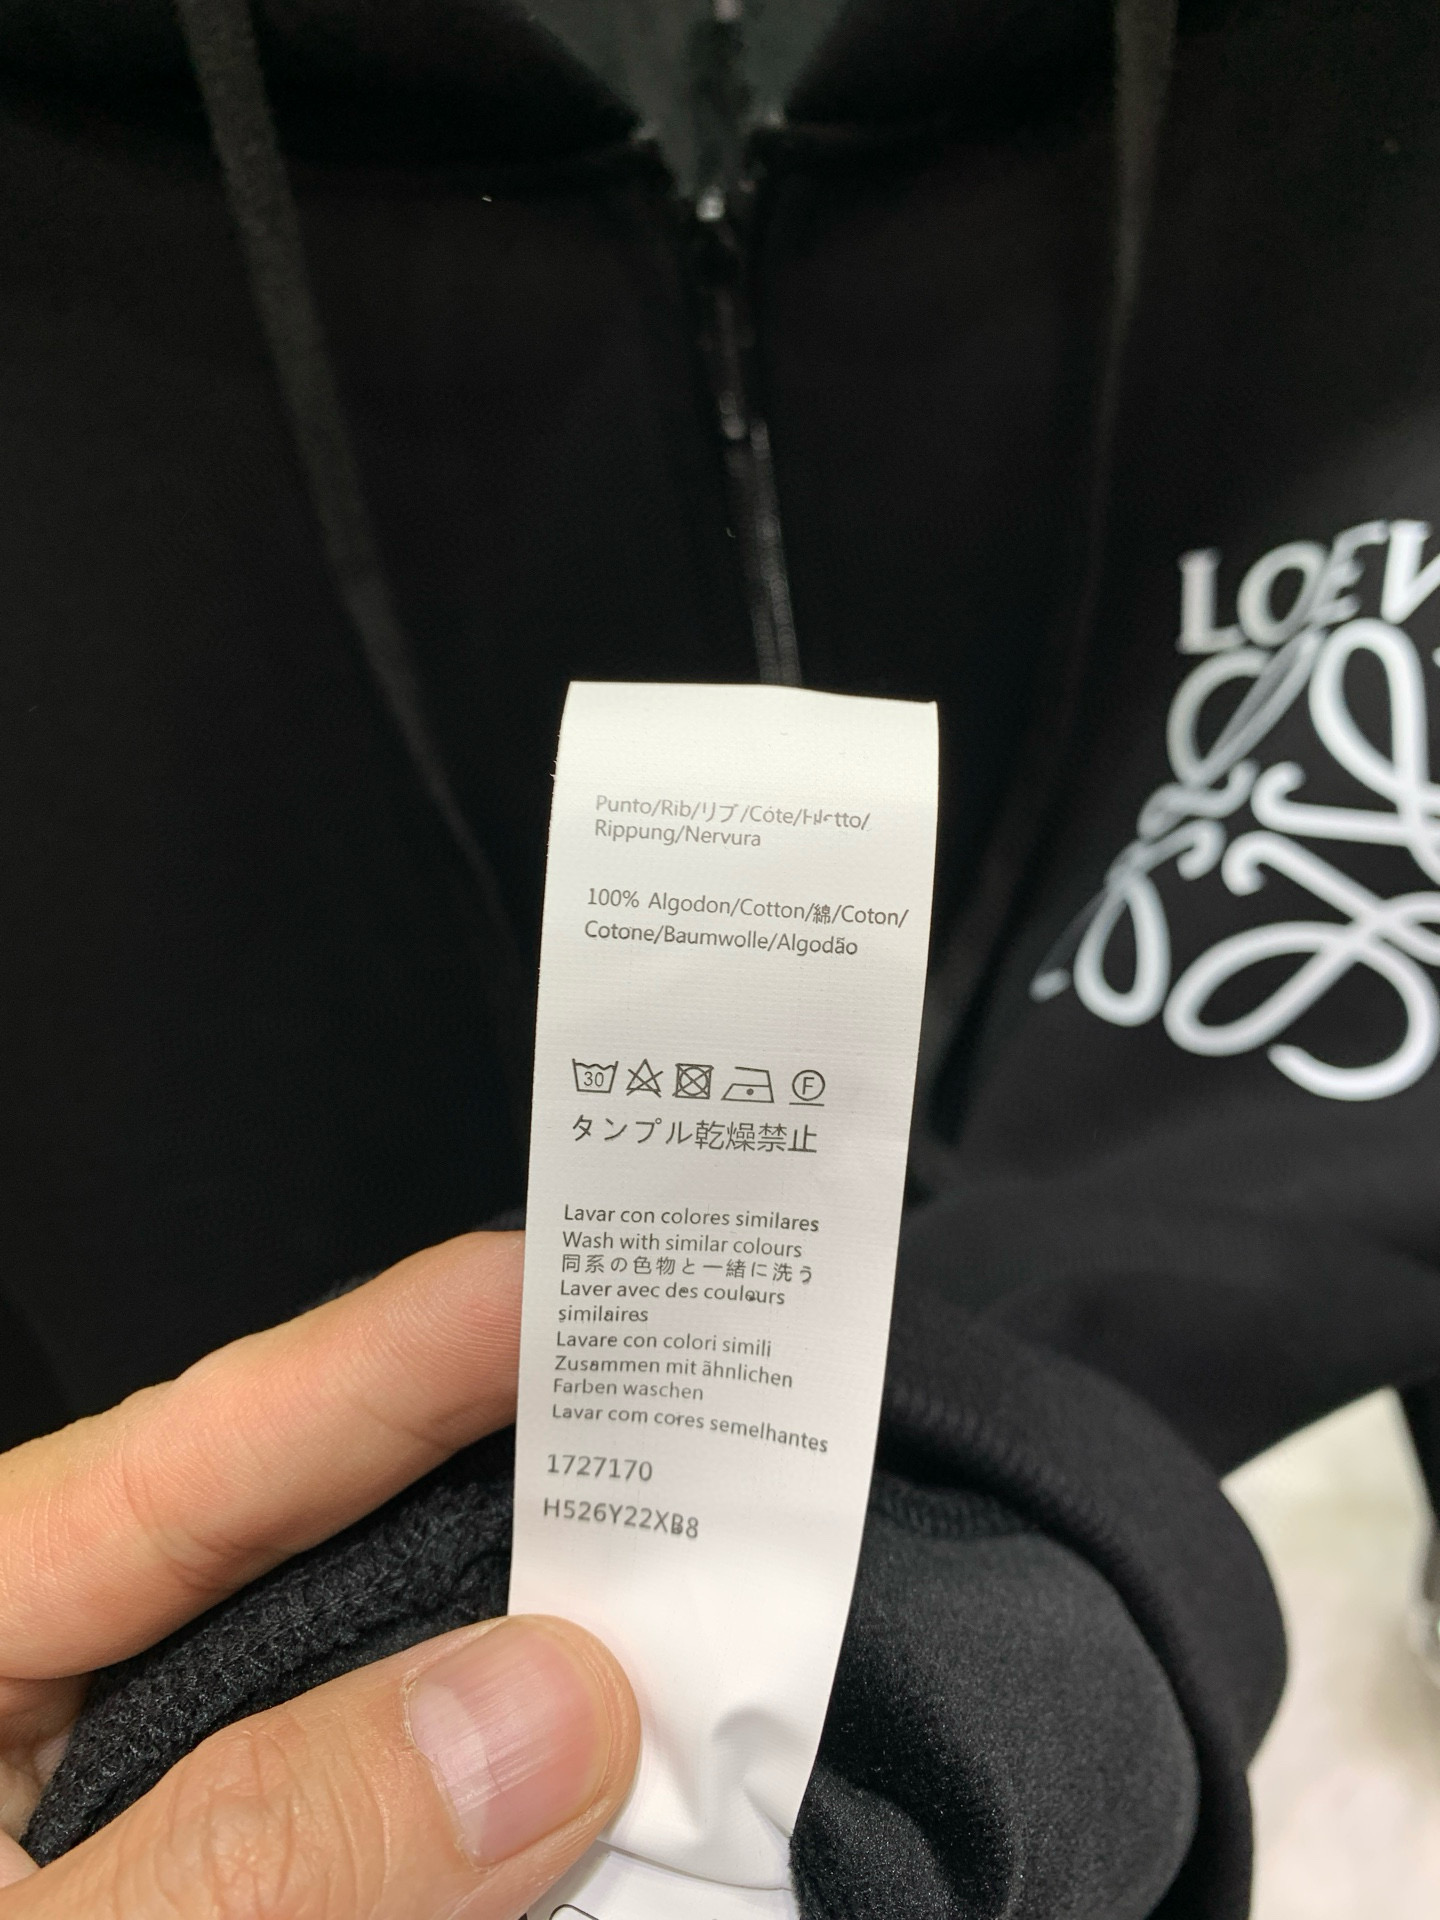 LOEV
Punto/Rib/リブ/Côte/
Rippung/Nervura
100% Algodon/Cotton/綿/Coton/
Cotone/Baumwolle/Algodão
30 F
タンプル乾燥禁止
Lavar con colores similares
Wash with similar colours
同系の色物と一緒に洗う
Laver avec des couleurs
similaires
Lavare con colori simili
Zusammen mit ähnlichen
Farben waschen
Lavar com cores semelhantes
1727170
H526Y22XB8